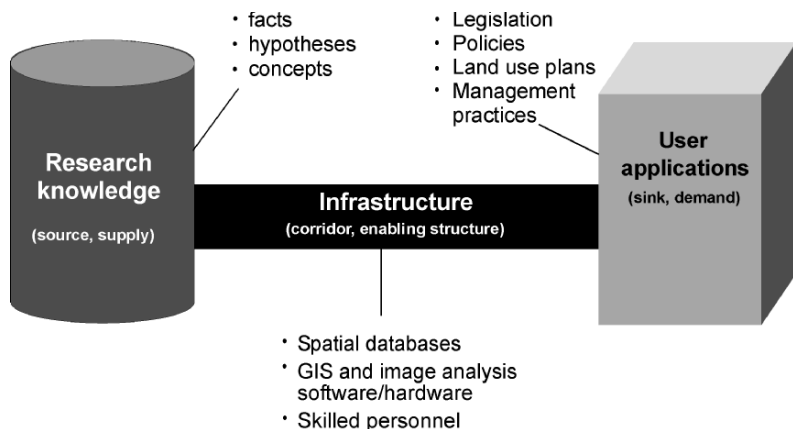 • facts
• hypotheses
• concepts
• Legislation
• Policies
• Land use plans
• Management
practices
Research
knowledge
(source, supply)
Infrastructure
(corridor, enabling structure)
User
applications
(sink, demand)
• Spatial databases
• GIS and image analysis
software/hardware
• Skilled personnel